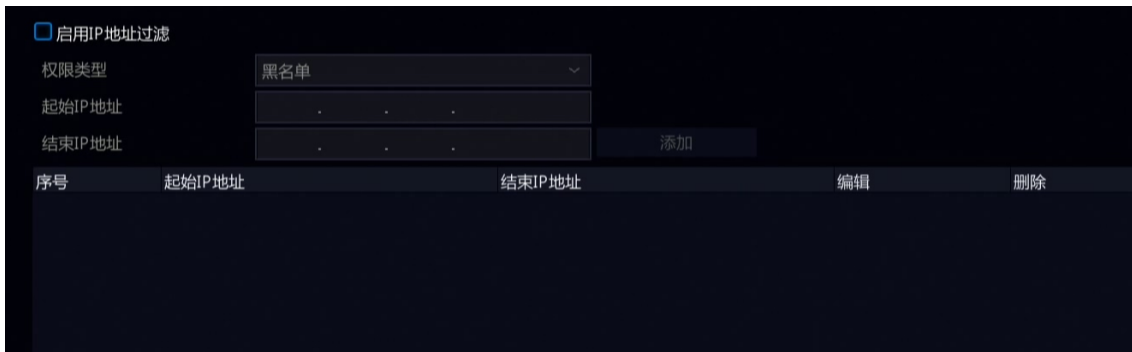 启用IP地址过滤
权限类型 黑名单
起始IP地址 . . .
结束IP地址 . . . 添加
序号 起始IP地址 结束IP地址 编辑 删除